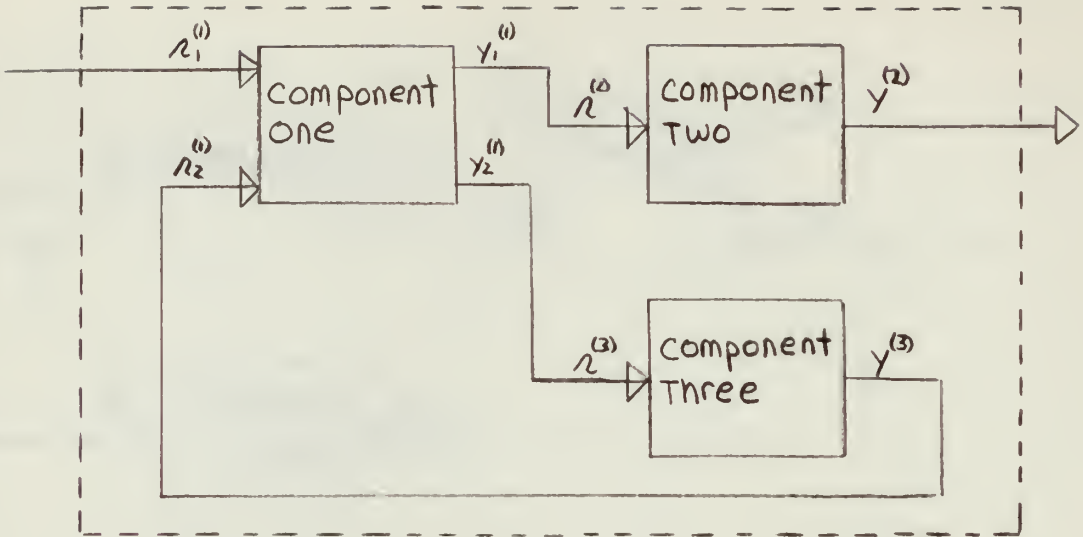 r₁⁽¹⁾
Component
One
y₁⁽¹⁾
r⁽²⁾
Component
Two
y⁽²⁾
r₂⁽¹⁾
y₂⁽¹⁾
r⁽³⁾
Component
Three
y⁽³⁾